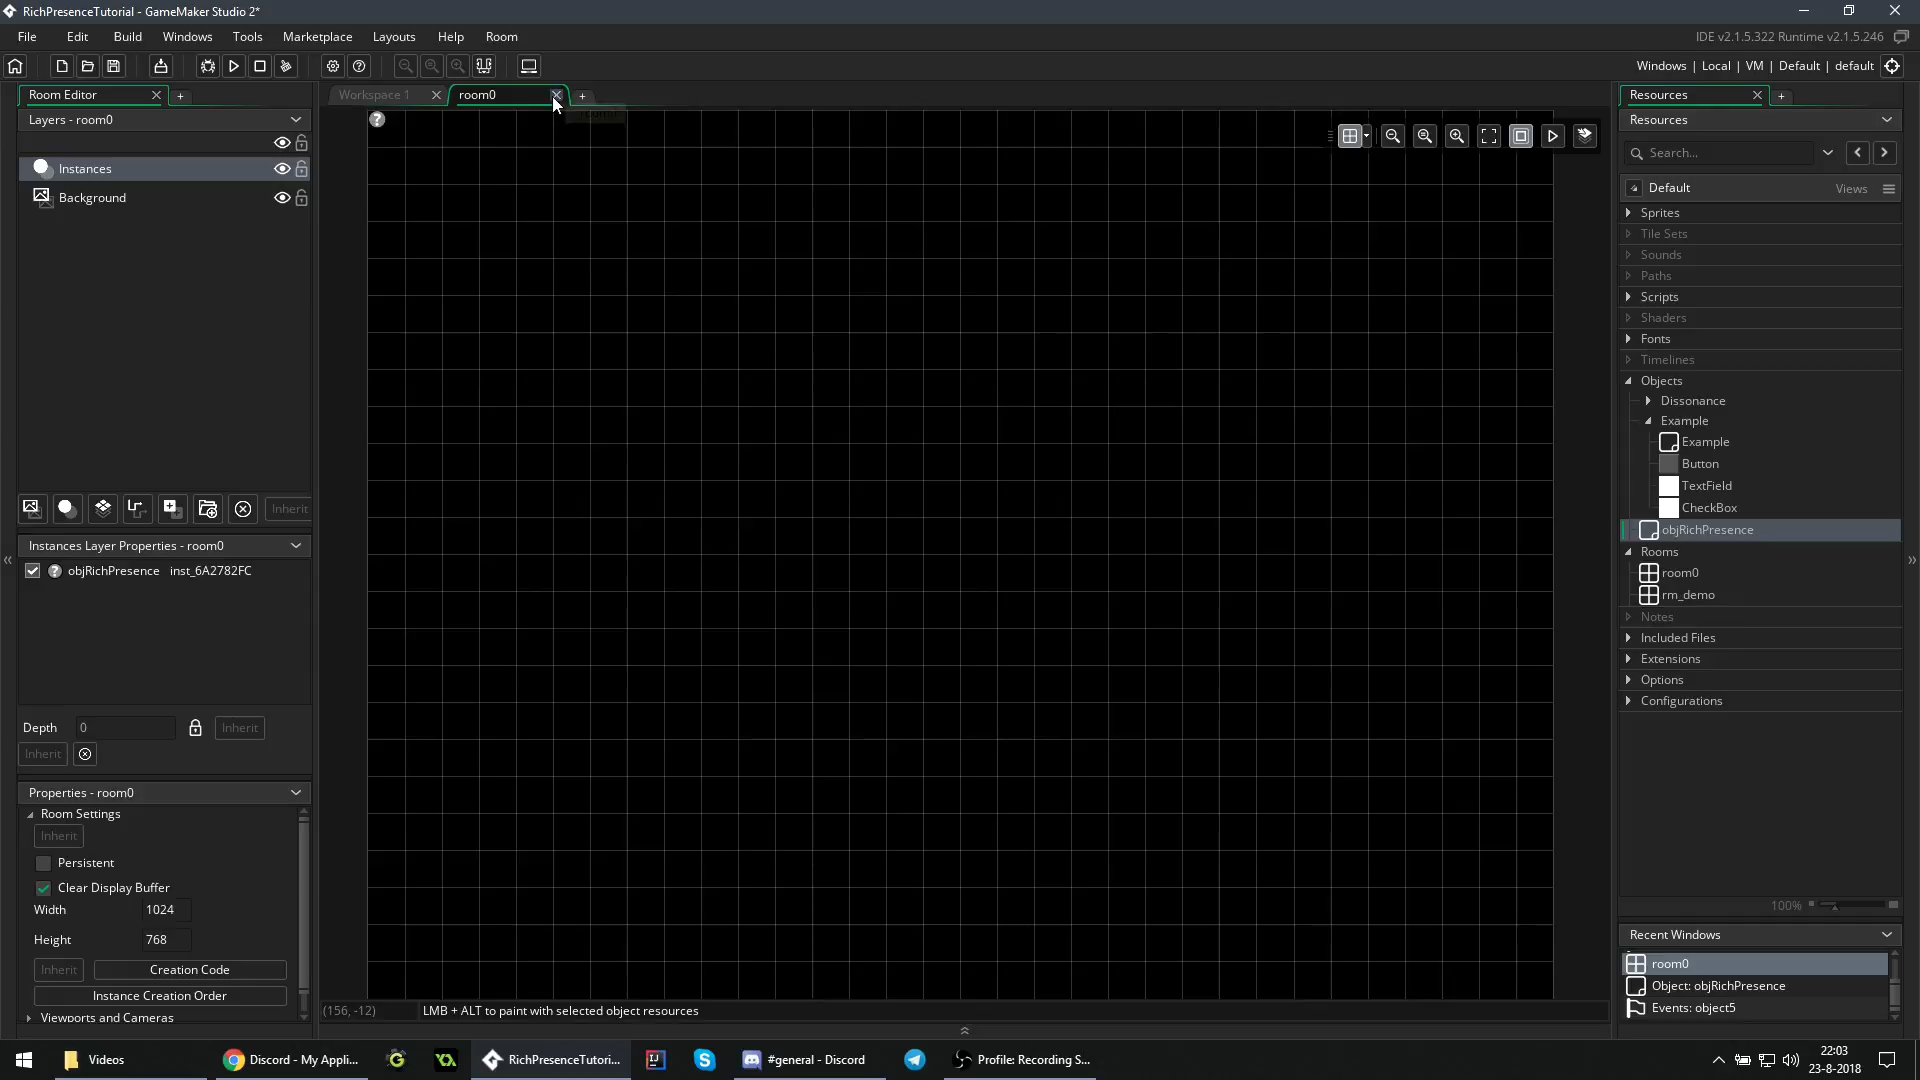 RichPresenceTutorial - GameMaker Studio 2*
File Edit Build Windows Tools Marketplace Layouts Help Room
IDE v2.1.5.322 Runtime v2.1.5.246
Windows | Local | VM | Default | default
Room Editor
Layers - room0
Instances
Background
Inherit
Instances Layer Properties - room0
objRichPresence inst_6A2782FC
Depth 0 Inherit
Inherit
Properties - room0
Room Settings
Inherit
Persistent
Clear Display Buffer
Width 1024
Height 768
Inherit Creation Code
Instance Creation Order
Viewports and Cameras
Workspace 1
room0
(156, -12) LMB + ALT to paint with selected object resources
Resources
Resources
Search...
Default Views
Sprites
Tile Sets
Sounds
Paths
Scripts
Shaders
Fonts
Timelines
Objects
Dissonance
Example
Example
Button
TextField
CheckBox
objRichPresence
Rooms
room0
rm_demo
Notes
Included Files
Extensions
Options
Configurations
100%
Recent Windows
room0
Object: objRichPresence
Events: object5
Videos
Discord - My Appli...
RichPresenceTutori...
#general - Discord
Profile: Recording S...
22:03
23-8-2018